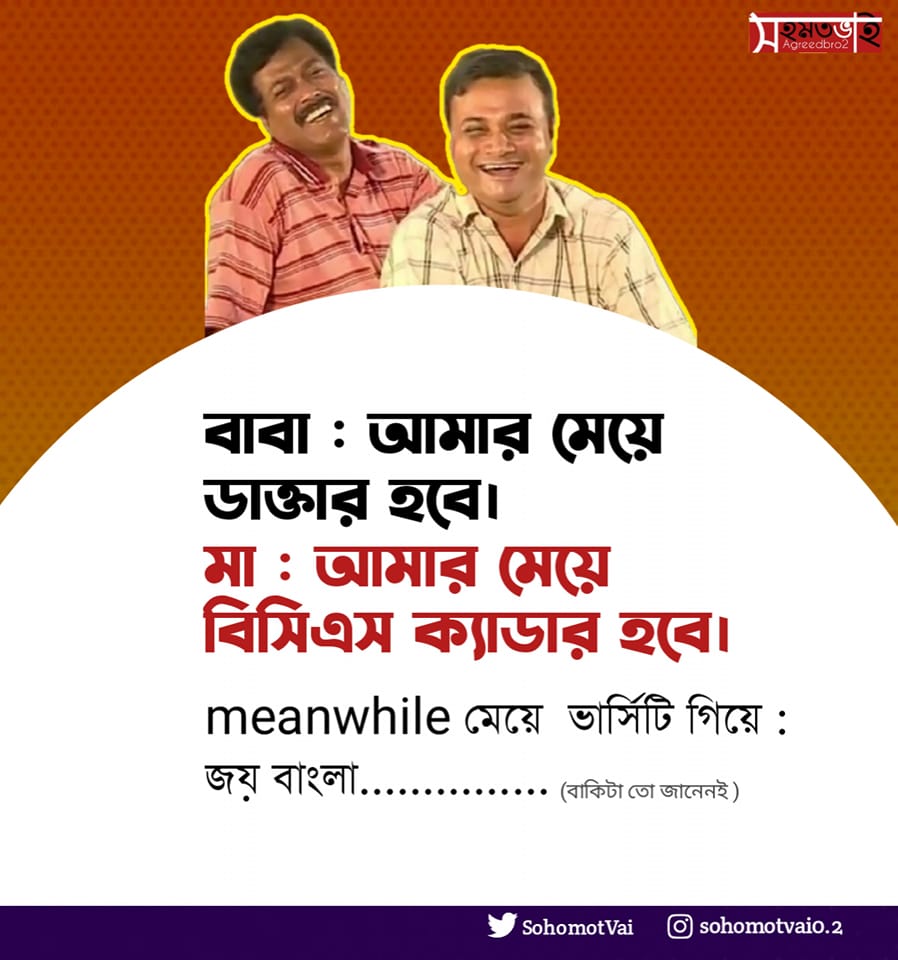 সহমতভাই
Agreedbro2
বাবা : আমার মেয়ে
ডাক্তার হবে।
মা : আমার মেয়ে
বিসিএস ক্যাডার হবে।
meanwhile মেয়ে ভার্সিটি গিয়ে :
জয় বাংলা............... (বাকিটা তো জানেনই )
SohomotVai sohomotvai0.2